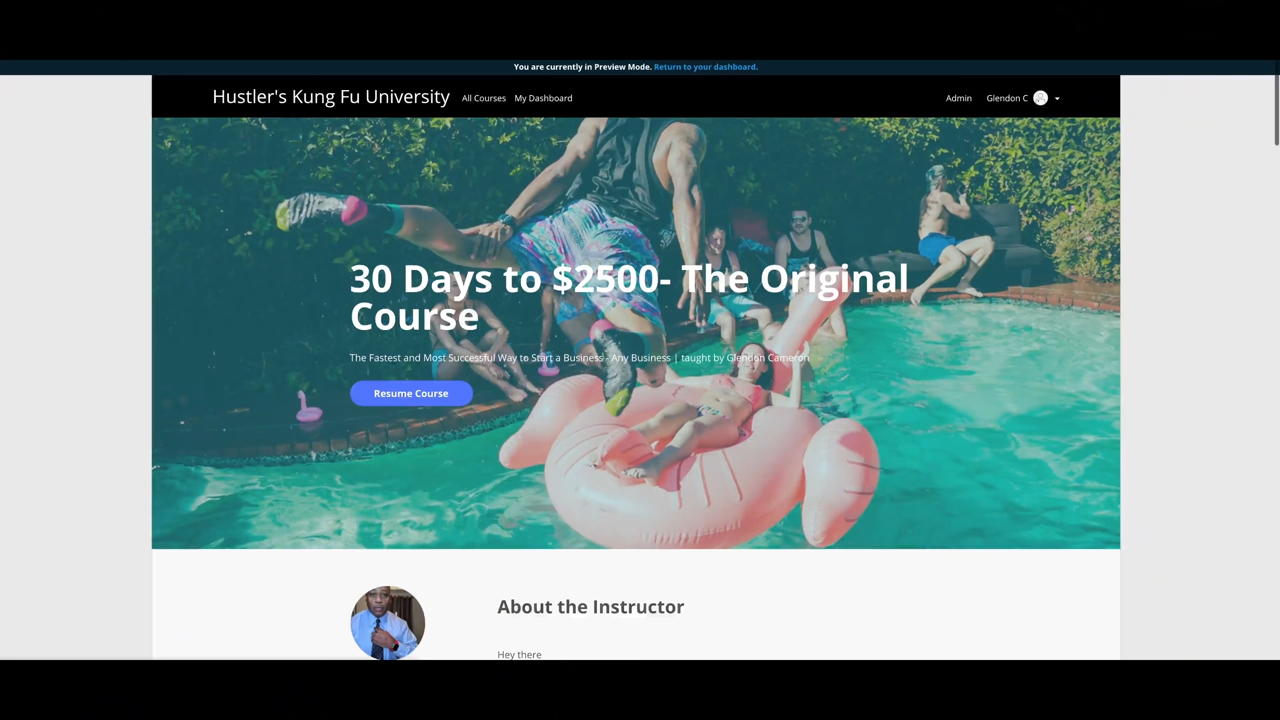 You are currently in Preview Mode. Return to your dashboard.
Hustler's Kung Fu University All Courses My Dashboard Admin Glendon C
30 Days to $2500- The Original
Course
The Fastest and Most Successful Way to Start a Business - Any Business | taught by Glendon Cameron
Resume Course
About the Instructor
Hey there